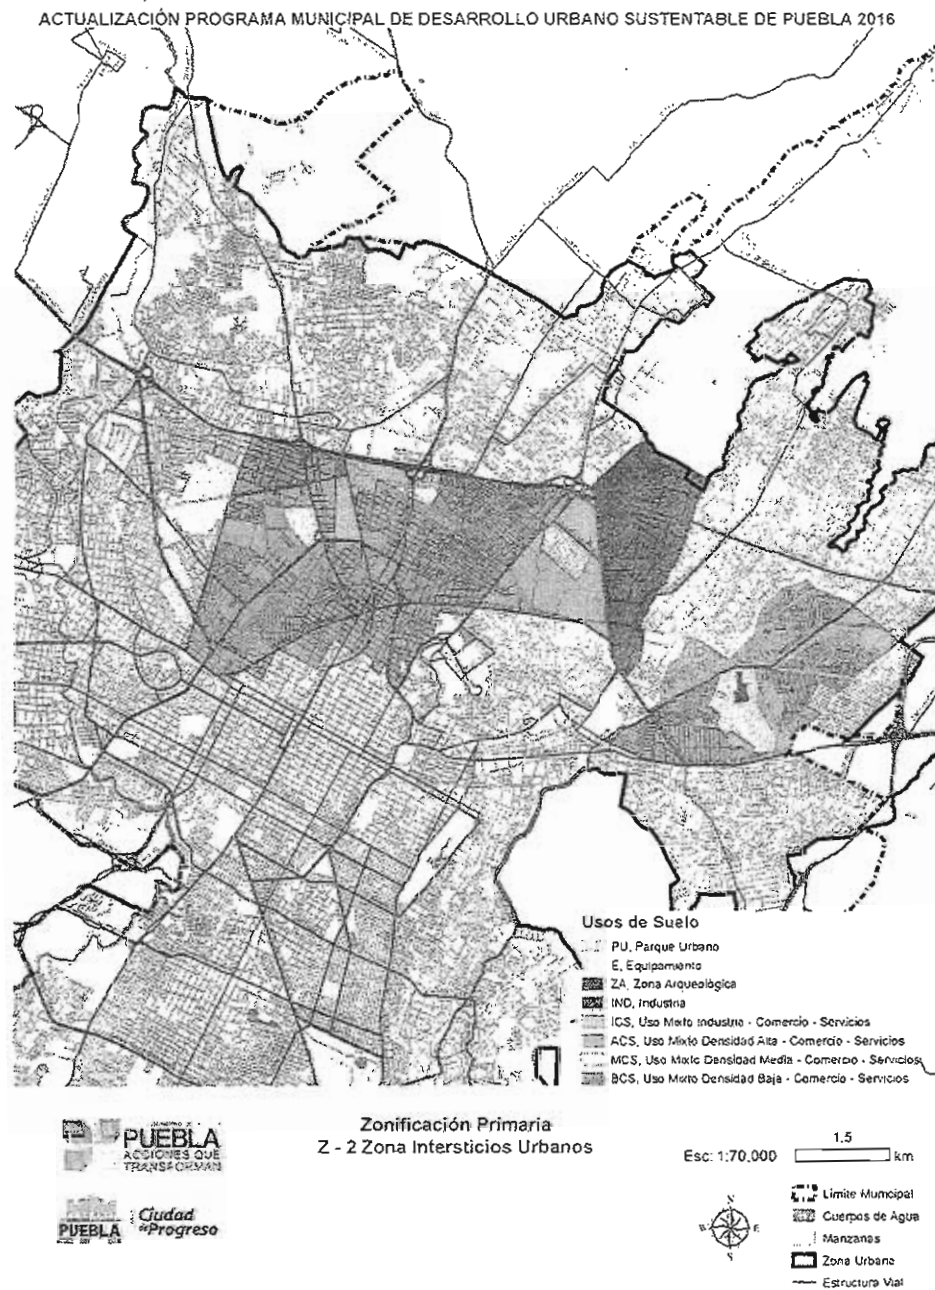 ACTUALIZACIÓN PROGRAMA MUNICIPAL DE DESARROLLO URBANO SUSTENTABLE DE PUEBLA 2016
Usos de Suelo
PU, Parque Urbano
E, Equipamiento
ZA, Zona Arqueológica
IND, Industria
ICS, Uso Mixto Industria - Comercio - Servicios
ACS, Uso Mixto Densidad Alta - Comercio - Servicios
MCS, Uso Mixto Densidad Media - Comercio - Servicios
BCS, Uso Mixto Densidad Baja - Comercio - Servicios
PUEBLA
ACCIONES QUE
TRANSFORMAN
PUEBLA
Ciudad
de Progreso
Zonificación Primaria
Z - 2 Zona Intersticios Urbanos
Esc: 1:70,000
1.5
km
N
W
E
S
Límite Municipal
Cuerpos de Agua
Manzanas
Zona Urbana
Estructura Vial